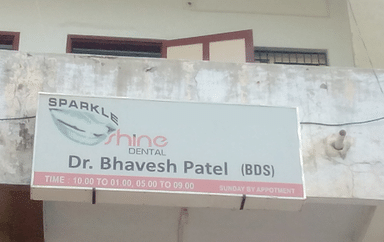 SPARKLE
shine
DENTAL
Dr. Bhavesh Patel (BDS)
TIME : 10.00 TO 01.00, 05.00 TO 09.00 SUNDAY BY APPOTMENT